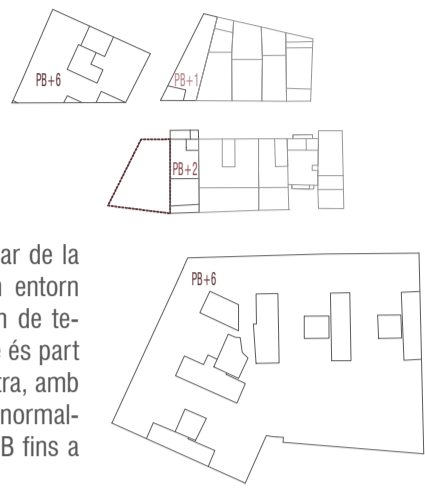 PB+6
PB+1
PB+2
ar de la
entorn
n de te-
és part
tra, amb
normal-
B fins a
PB+6